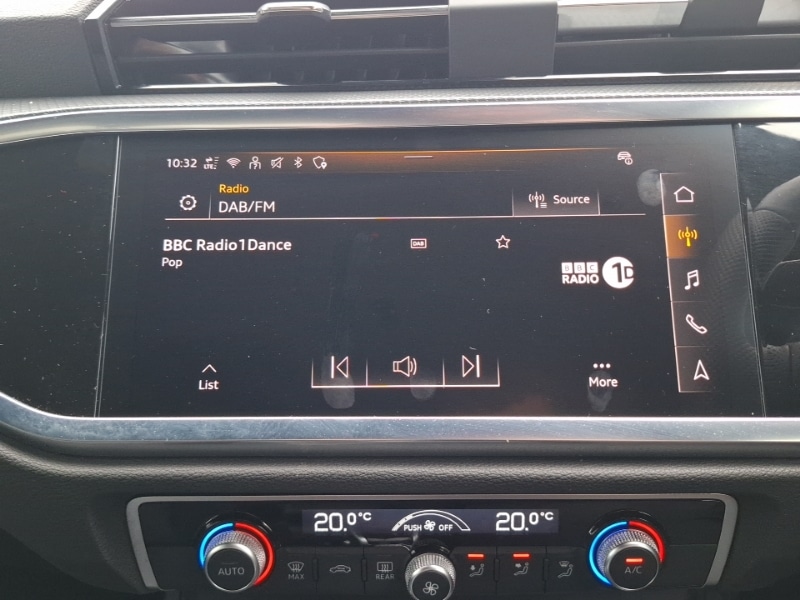 10:32 LTE
Radio
DAB/FM
Source
BBC Radio1Dance
DAB
Pop
BBC
RADIO 1D
List
More
20.0°C PUSH OFF 20.0°C
AUTO MAX REAR A/C